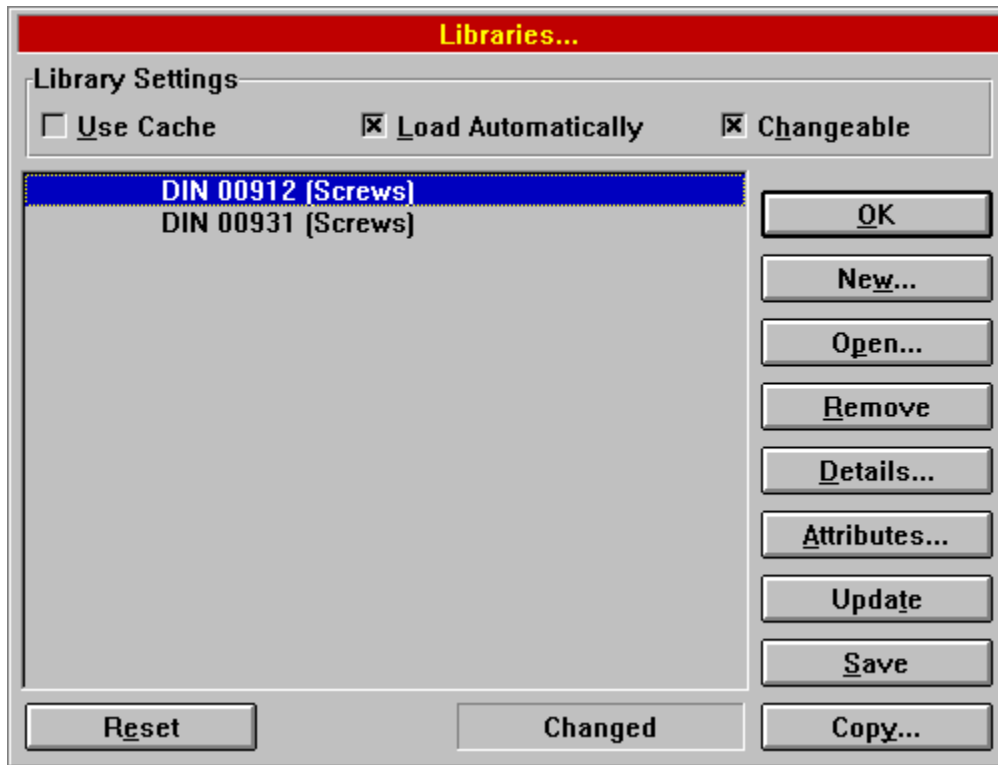 Libraries...
Library Settings
Use Cache
Load Automatically
Changeable
DIN 00912 (Screws)
DIN 00931 (Screws)
OK
New...
Open...
Remove
Details...
Attributes...
Update
Save
Reset
Changed
Copy...